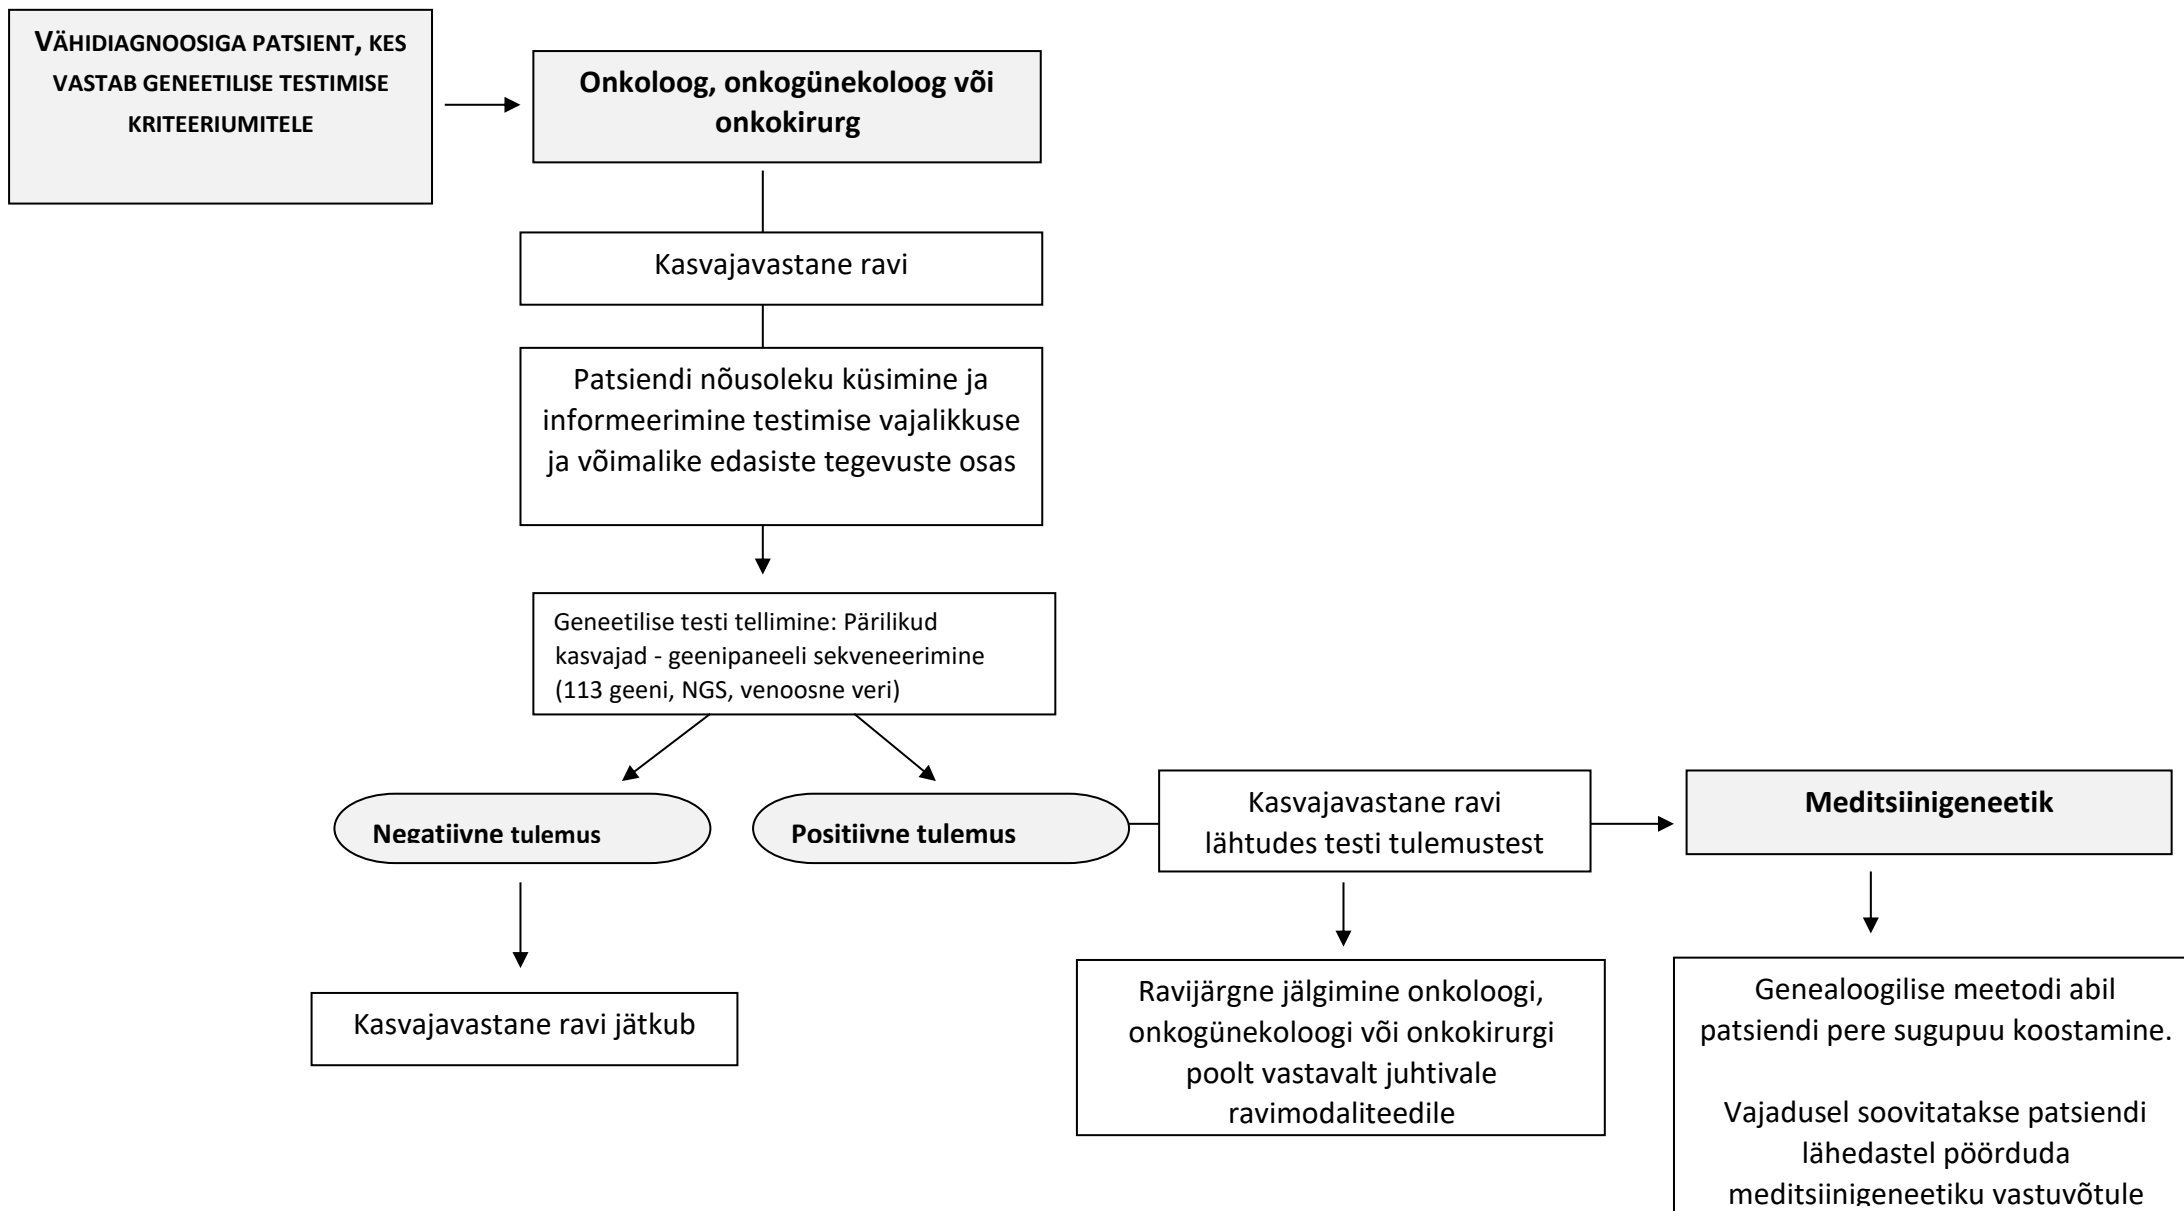 VÄHIDIAGNOOSIGA PATSIENT, KES
VASTAB GENEETILISE TESTIMISE
KRITEERIUMITELE
Onkoloog, onkogünekoloog või
onkokirurg
Kasvajavastane ravi
Patsiendi nõusoleku küsimine ja
informeerimine testimise vajalikkuse
ja võimalike edasiste tegevuste osas
Geneetilise testi tellimine: Pärilikud
kasvajad - geenipaneeli sekveneerimine
(113 geeni, NGS, venoosne veri)
Negatiivne tulemus
Positiivne tulemus
Kasvajavastane ravi
lähtudes testi tulemustest
Meditsiinigeneetik
Kasvajavastane ravi jätkub
Ravijärgne jälgimine onkoloogi,
onkogünekoloogi või onkokirurgi
poolt vastavalt juhtivale
ravimodaliteedile
Genealoogilise meetodi abil
patsiendi pere sugupuu koostamine.
Vajadusel soovitatakse patsiendi
lähedastel pöörduda
meditsiinigeneetiku vastuvõtule